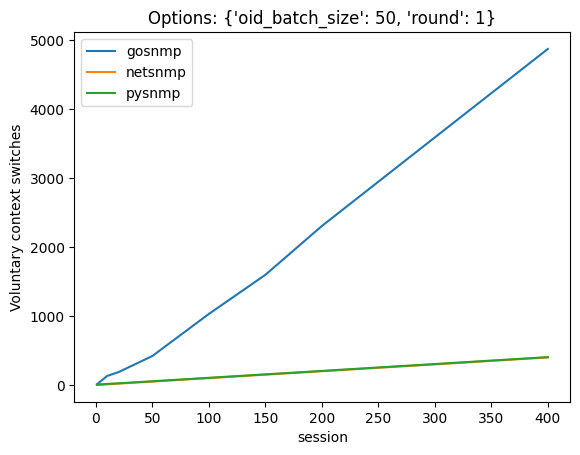 Options: {'oid_batch_size': 50, 'round': 1}
gosnmp
netsnmp
pysnmp
Voluntary context switches
5000
4000
3000
2000
1000
0
0 50 100 150 200 250 300 350 400
session